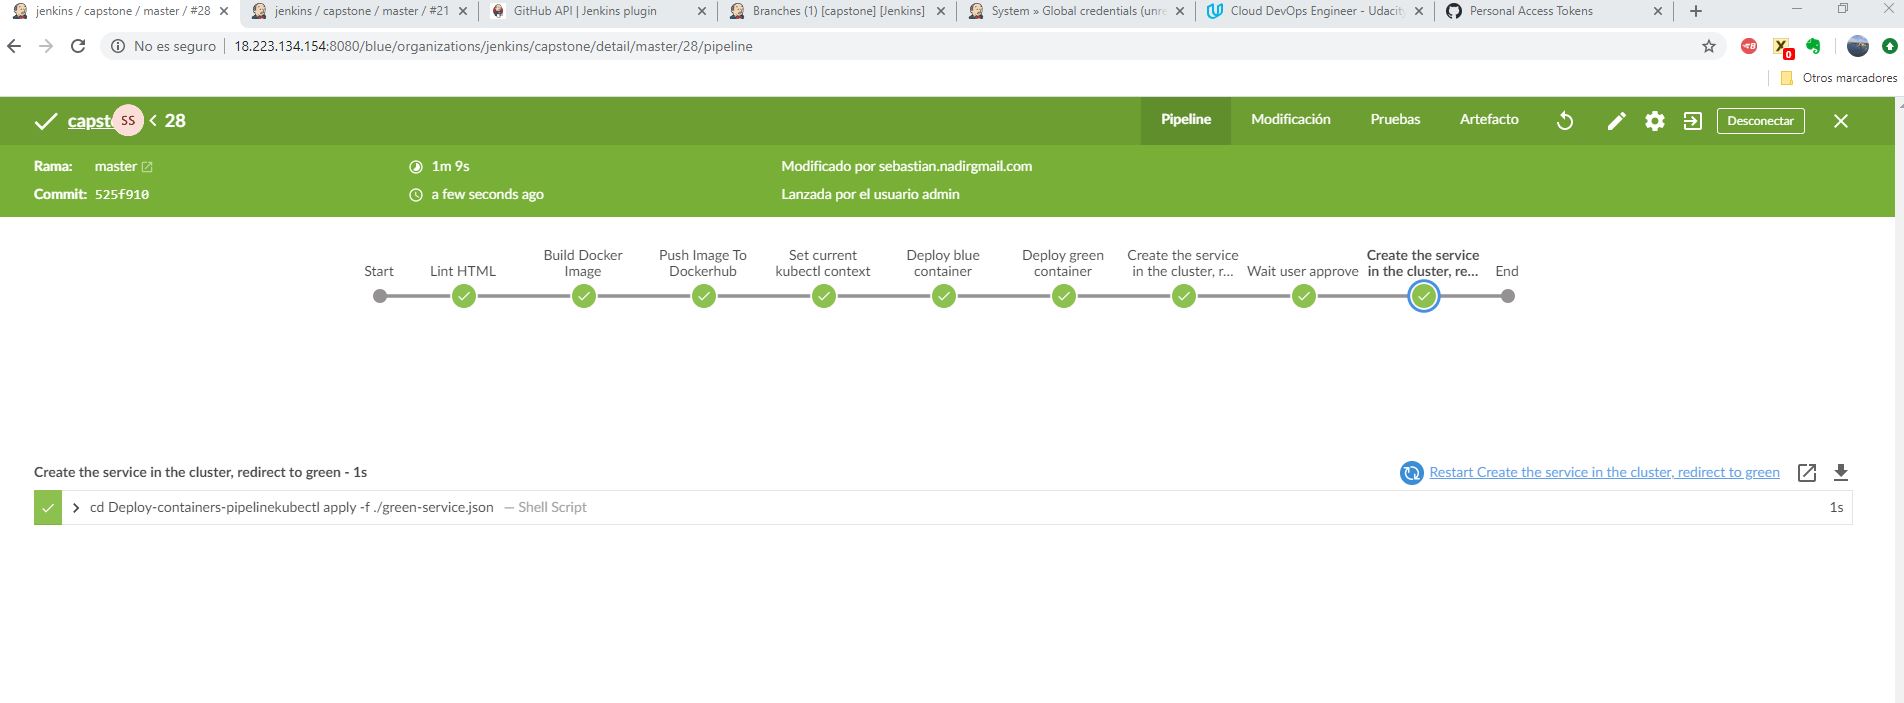 jenkins / capstone / master / #28
jenkins / capstone / master / #21
GitHub API | Jenkins plugin
Branches (1) [capstone] [Jenkins]
System » Global credentials (unre
Cloud DevOps Engineer - Udacity
Personal Access Tokens
No es seguro
18.223.134.154:8080/blue/organizations/jenkins/capstone/detail/master/28/pipeline
0
Otros marcadores
capst
SS
< 28
Pipeline
Modificación
Pruebas
Artefacto
Desconectar
Rama: master
1m 9s
Modificado por sebastian.nadirgmail.com
Commit: 525f910
a few seconds ago
Lanzada por el usuario admin
Start
Lint HTML
Build Docker
Image
Push Image To
Dockerhub
Set current
kubectl context
Deploy blue
container
Deploy green
container
Create the service
in the cluster, r...
Wait user approve
Create the service
in the cluster, re...
End
Create the service in the cluster, redirect to green - 1s
Restart Create the service in the cluster, redirect to green
cd Deploy-containers-pipelinekubectl apply -f ./green-service.json — Shell Script
1s